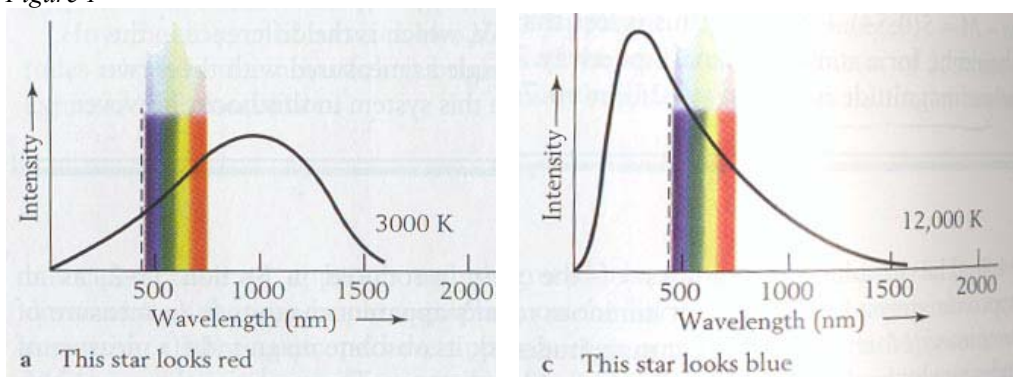 Figure 1
Intensity
3000 K
500
1000
1500
2000
Wavelength (nm)
a This star looks red
Intensity
12,000 K
500
1000
1500
2000
Wavelength (nm)
c This star looks blue